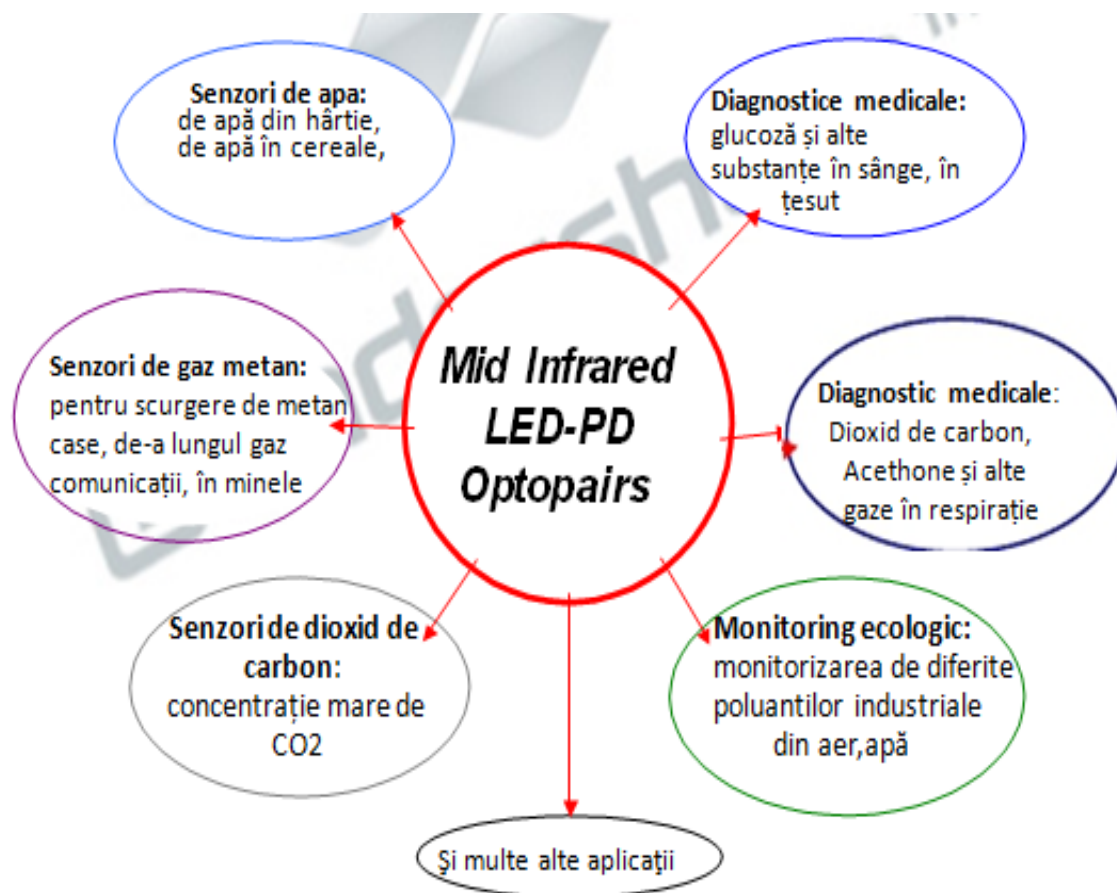 Senzori de apa:
de apă din hârtie,
de apă în cereale,
Diagnostice medicale:
glucoză și alte
substanțe în sânge, în
țesut
Senzori de gaz metan:
pentru scurgere de metan
case, de-a lungul gaz
comunicații, în minele
Mid Infrared
LED-PD
Optopairs
Diagnostic medicale:
Dioxid de carbon,
Acethone și alte
gaze în respirație
Senzori de dioxid de
carbon:
concentrație mare de
CO2
Monitoring ecologic:
monitorizarea de diferite
poluantilor industriale
din aer,apă
Şi multe alte aplicaţii